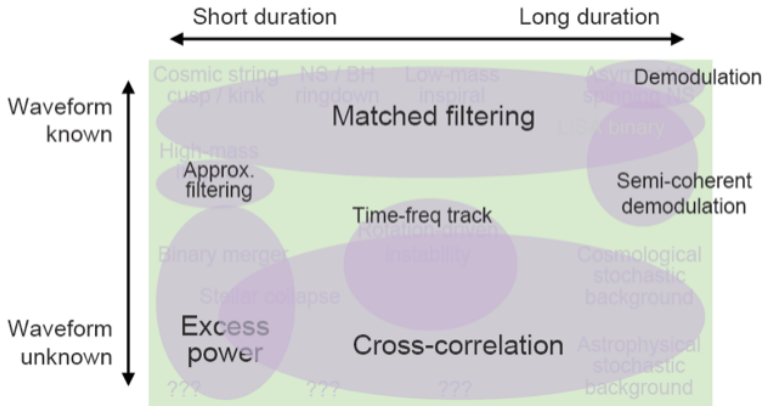 Short duration
Long duration
Waveform
known
Waveform
unknown
Cosmic string
cusp / kink
NS / BH
ringdown
Low-mass
inspiral
spinning NS
Demodulation
Matched filtering
binary
High-mass
Approx.
filtering
Semi-coherent
demodulation
Time-freq track
Rotation-driven
instability
Binary merger
Cosmological
stochastic
background
Stellar collapse
Excess
power
Cross-correlation
Astrophysical
stochastic
background
???
???
???